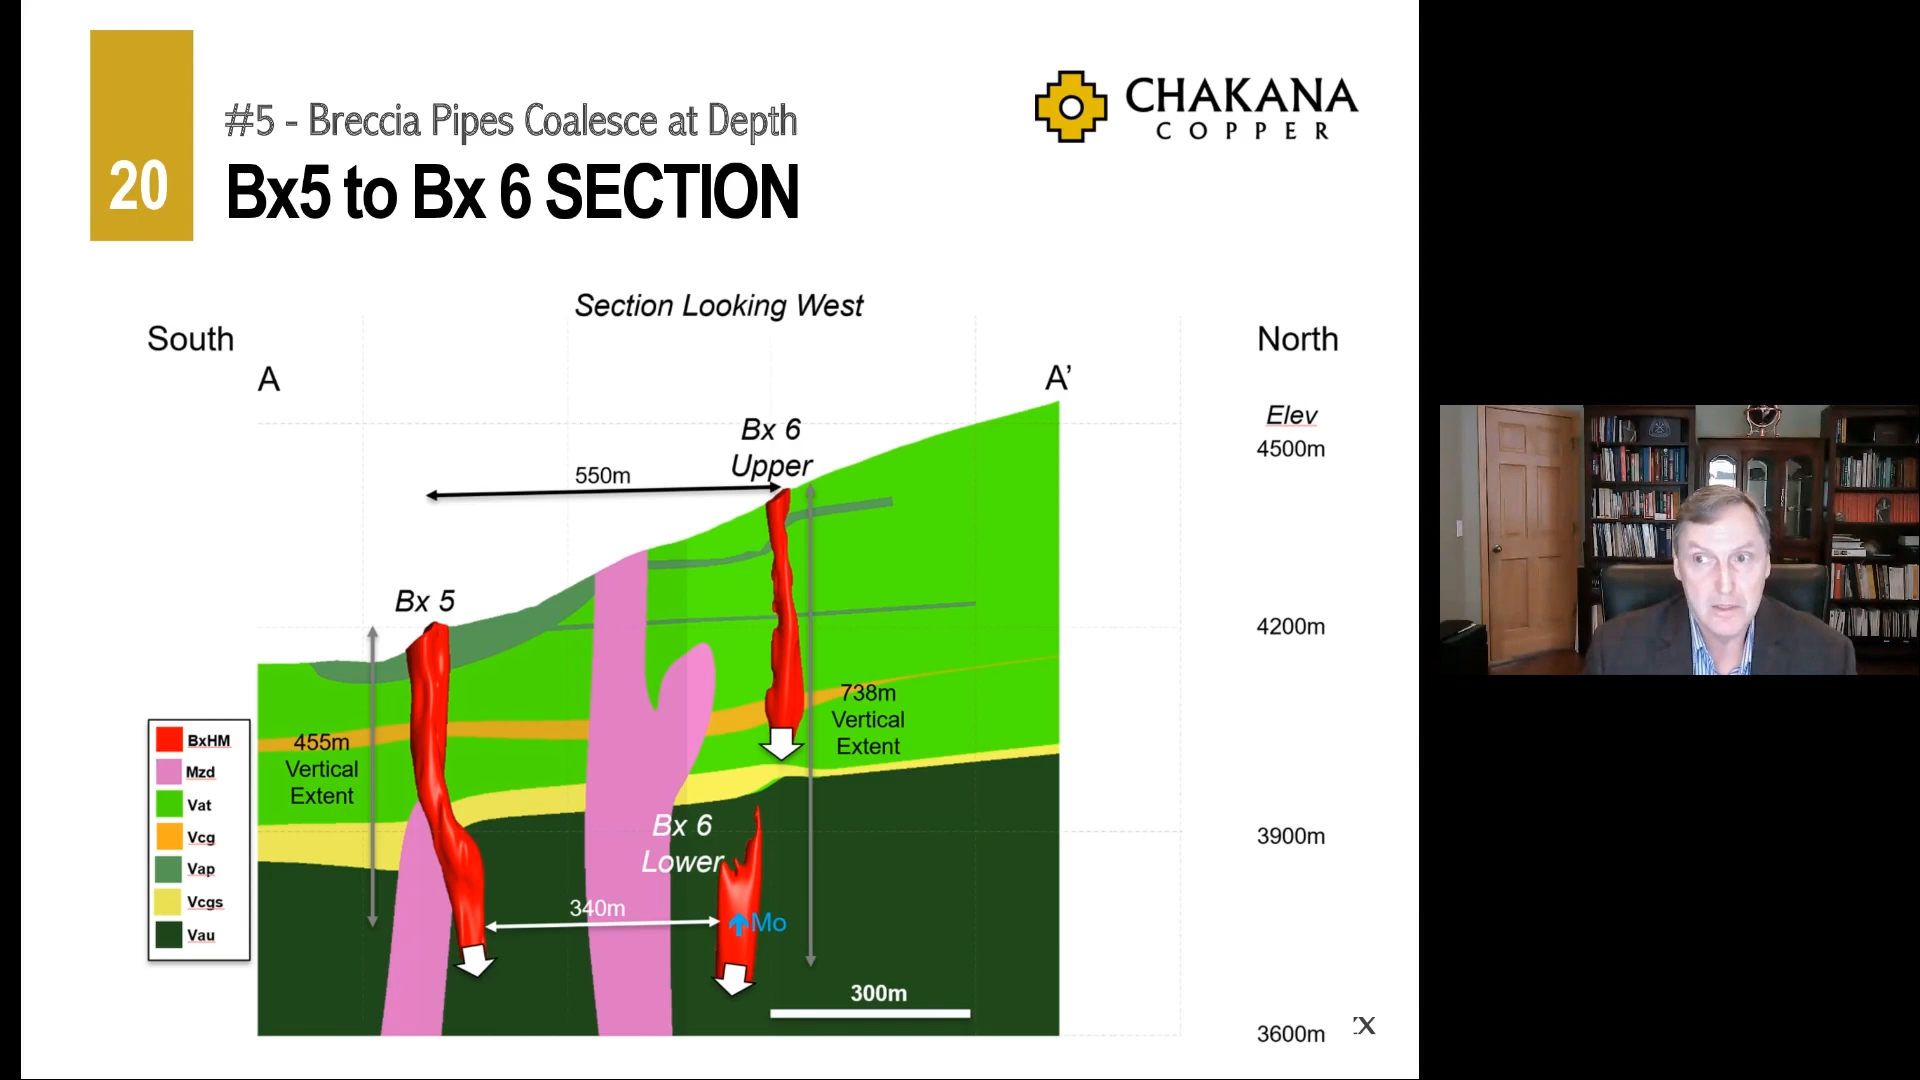 20
#5 - Breccia Pipes Coalesce at Depth
Bx5 to Bx 6 SECTION
CHAKANA
COPPER
Section Looking West
South
North
A
A’
Elev
4500m
4200m
3900m
3600m
Bx 6
Upper
550m
Bx 5
738m
Vertical
Extent
455m
Vertical
Extent
Bx 6
Lower
340m
Mo
300m
BxHM
Mzd
Vat
Vcg
Vap
Vcgs
Vau